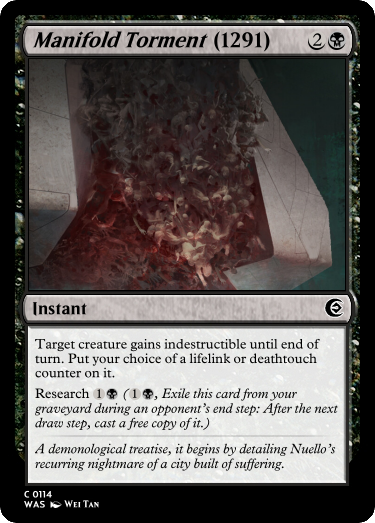 Manifold Torment (1291) 2
Instant
Target creature gains indestructible until end of
turn. Put your choice of a lifelink or deathtouch
counter on it.
Research 1 ( 1 , Exile this card from your
graveyard during an opponent's end step: After the next
draw step, cast a free copy of it.)
A demonological treatise, it begins by detailing Nuello's
recurring nightmare of a city built of suffering.
C 0114
WAS Wei Tan